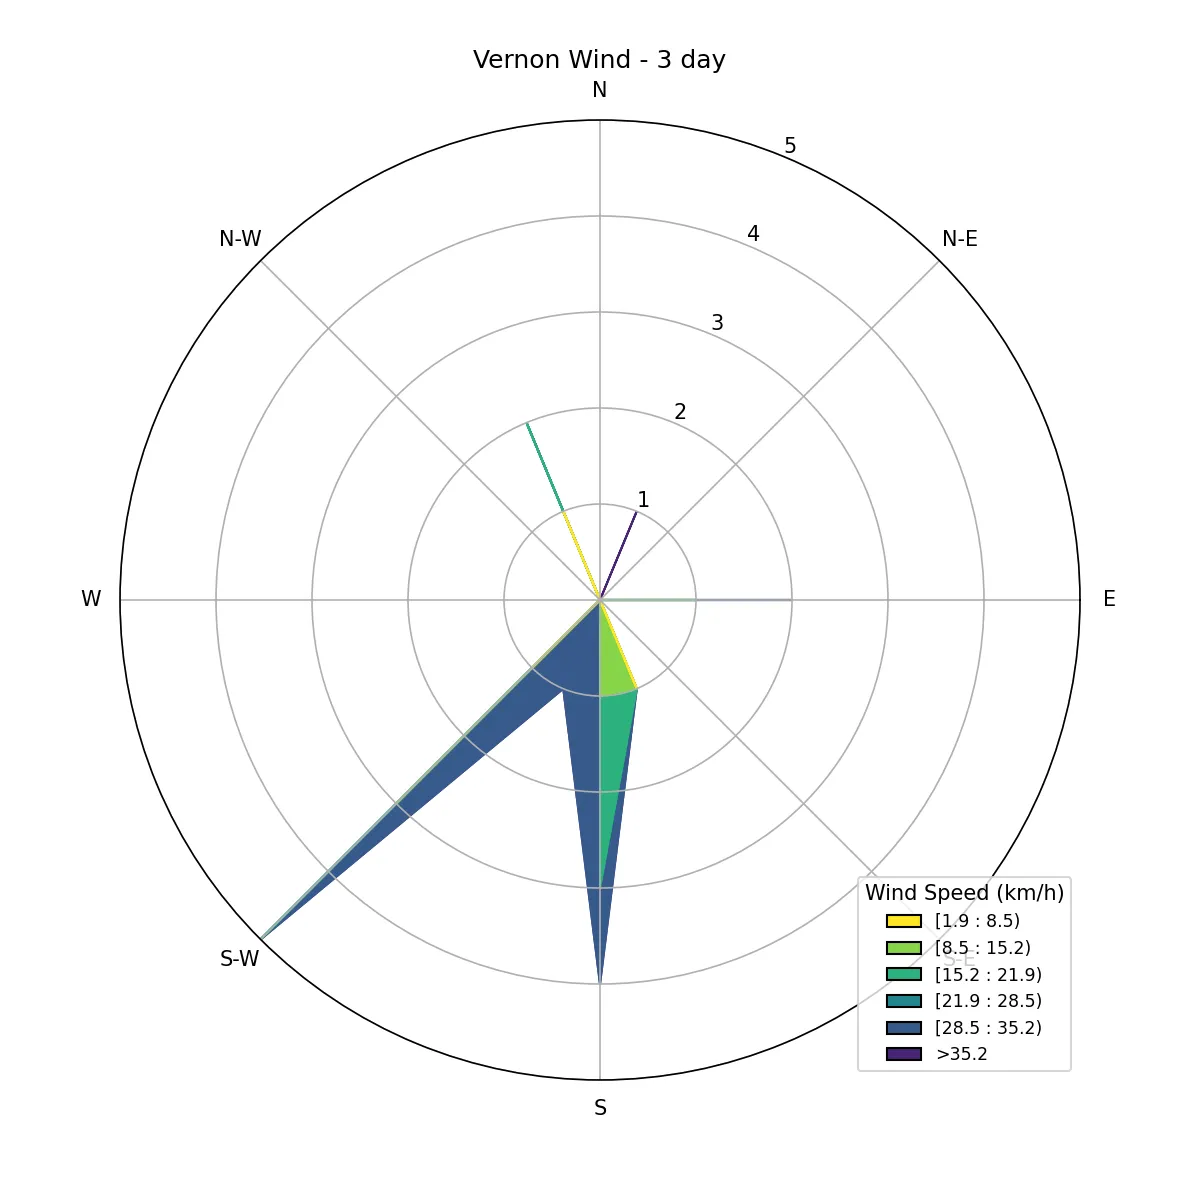 Vernon Wind - 3 day
N
5
N-W
N-E
4
3
2
1
W
E
Wind Speed (km/h)
[1.9 : 8.5)
[8.5 : 15.2)
S-W
S-E
[15.2 : 21.9)
[21.9 : 28.5)
[28.5 : 35.2)
>35.2
S